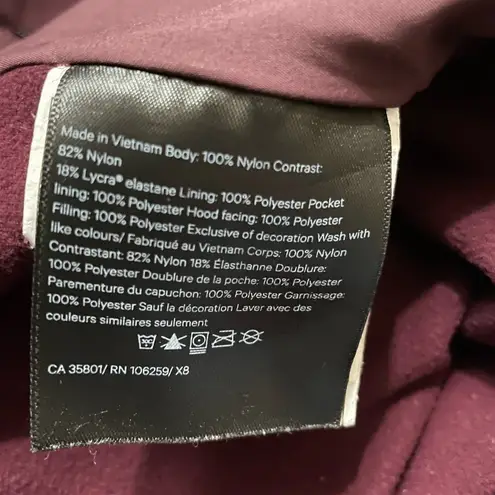 Made in Vietnam Body: 100% Nylon Contrast:
82% Nylon
18% Lycra® elastane Lining: 100% Polyester Pocket
lining: 100% Polyester Hood facing: 100% Polyester
Filling: 100% Polyester Exclusive of decoration Wash with
like colours/ Fabriqué au Vietnam Corps: 100% Nylon
Contrastant: 82% Nylon 18% Élasthanne Doublure:
100% Polyester Doublure de la poche: 100% Polyester
Parementure du capuchon: 100% Polyester Garnissage:
100% Polyester Sauf la décoration Laver avec des
couleurs similaires seulement
CA 35801/ RN 106259/ X8